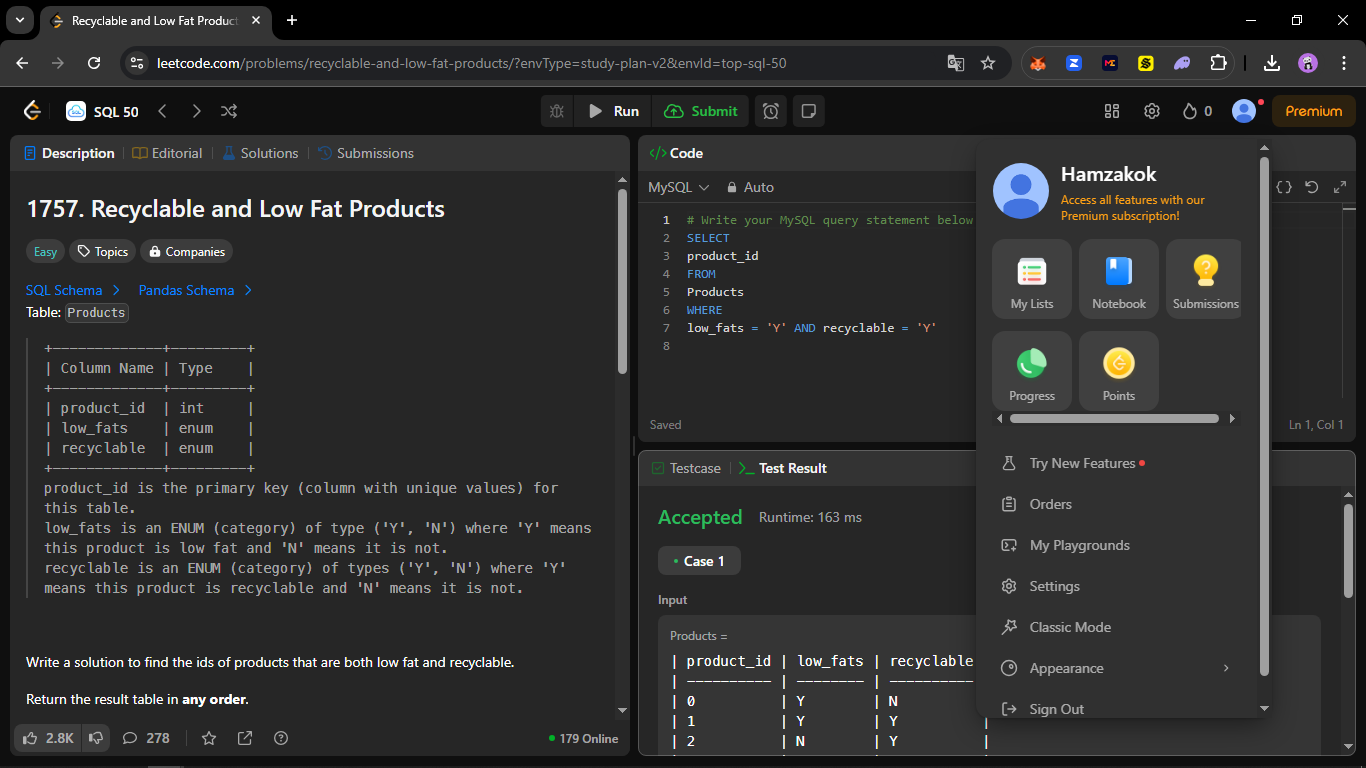 Recyclable and Low Fat Product
leetcode.com/problems/recyclable-and-low-fat-products/?envType=study-plan-v2&envId=top-sql-50
SQL 50
Run
Submit
0
Premium
Description
Editorial
Solutions
Submissions
1757. Recyclable and Low Fat Products
Easy
Topics
Companies
SQL Schema
Pandas Schema
Table: Products
+-------------+---------+
| Column Name | Type    |
+-------------+---------+
| product_id  | int     |
| low_fats    | enum    |
| recyclable  | enum    |
+-------------+---------+
product_id is the primary key (column with unique values) for
this table.
low_fats is an ENUM (category) of type ('Y', 'N') where 'Y' means
this product is low fat and 'N' means it is not.
recyclable is an ENUM (category) of types ('Y', 'N') where 'Y'
means this product is recyclable and 'N' means it is not.
Write a solution to find the ids of products that are both low fat and recyclable.
Return the result table in any order.
2.8K
278
179 Online
</> Code
MySQL
Auto
1 # Write your MySQL query statement below
2 SELECT
3 product_id
4 FROM
5 Products
6 WHERE
7 low_fats = 'Y' AND recyclable = 'Y'
8
Saved
Ln 1, Col 1
Testcase
>_ Test Result
Accepted
Runtime: 163 ms
Case 1
Input
Products =
| product_id | low_fats | recyclable
| ---------- | -------- | ----------
| 0          | Y        | N
| 1          | Y        | Y
| 2          | N        | Y          |
Hamzakok
Access all features with our
Premium subscription!
My Lists
Notebook
Submissions
Progress
Points
Try New Features
Orders
My Playgrounds
Settings
Classic Mode
Appearance
Sign Out